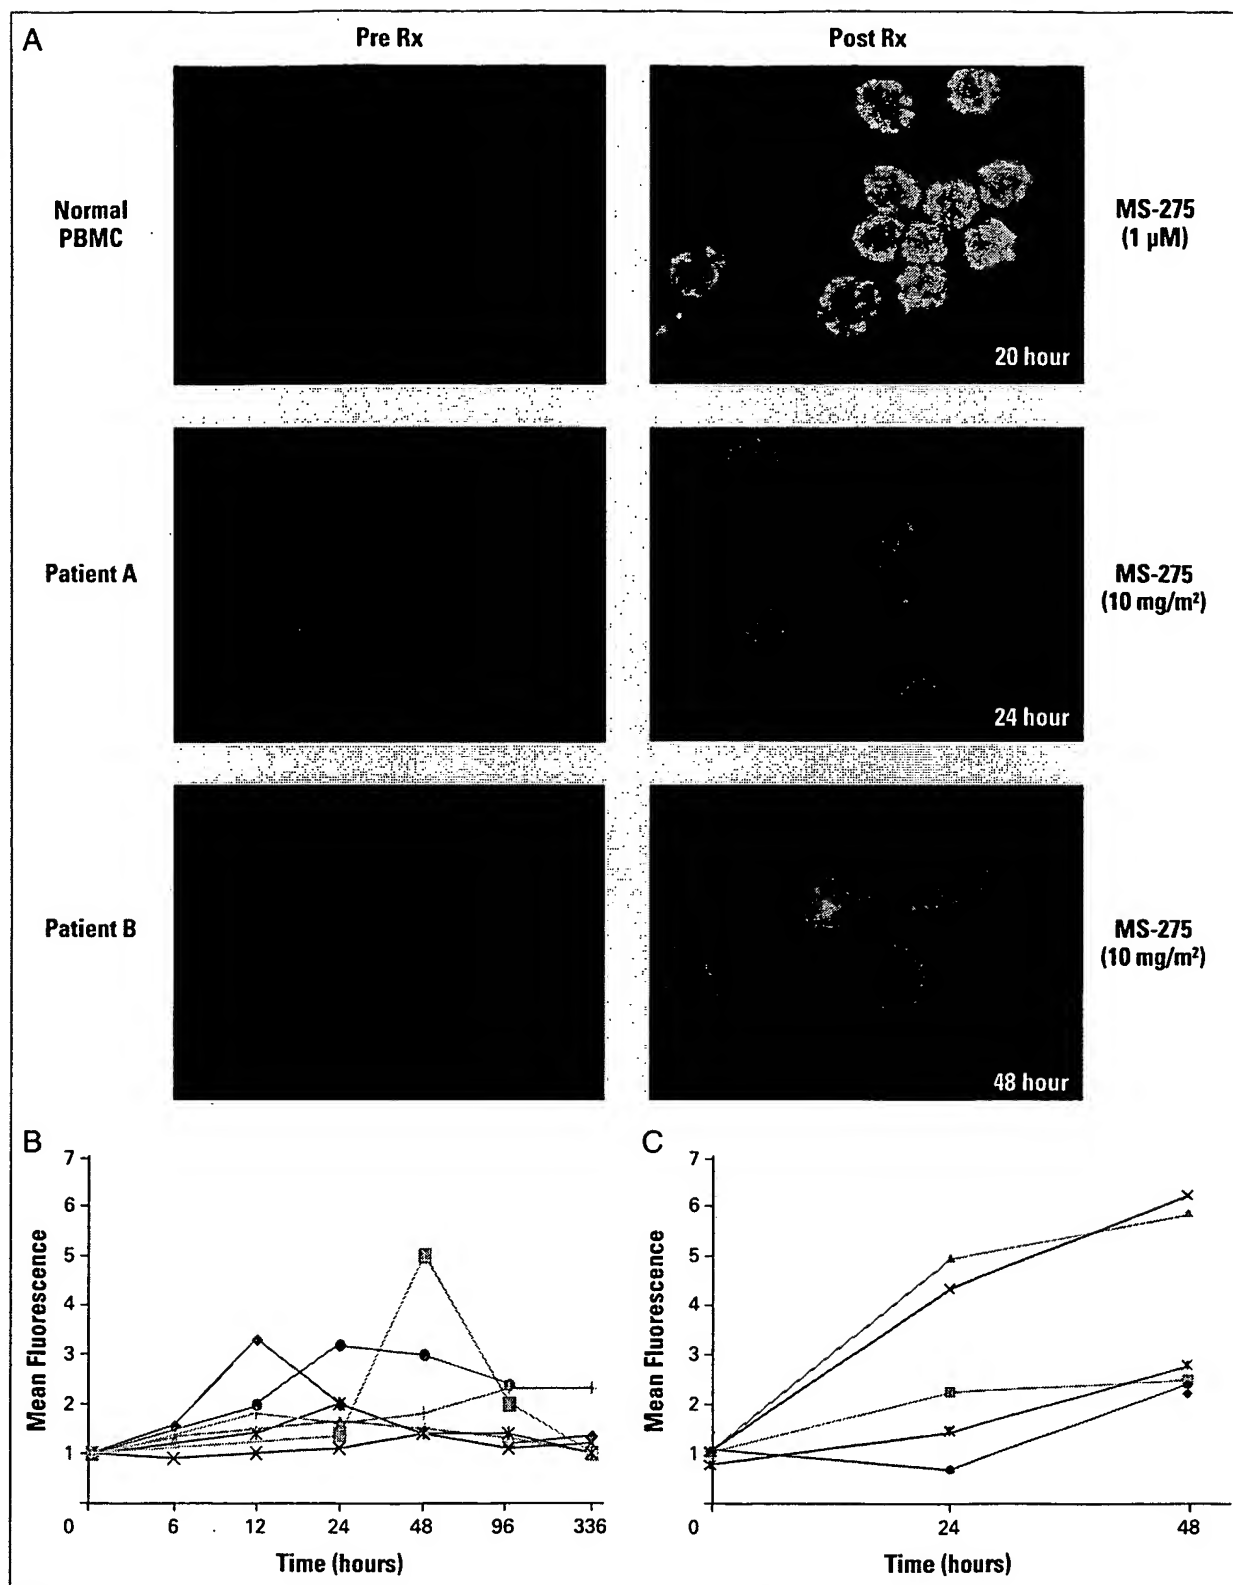 A
Pre Rx
Post Rx
Normal
PBMC
20 hour
MS-275
(1 µM)
Patient A
24 hour
MS-275
(10 mg/m²)
Patient B
48 hour
MS-275
(10 mg/m²)
B
Mean Fluorescence
7
6
5
4
3
2
1
0 6 12 24 48 96 336
Time (hours)
C
Mean Fluorescence
7
6
5
4
3
2
1
0 24 48
Time (hours)